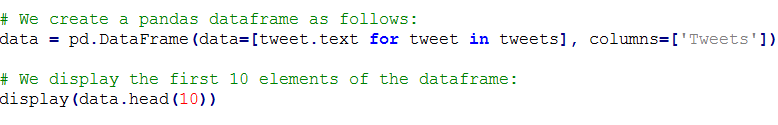 # We create a pandas dataframe as follows:
data = pd.DataFrame(data=[tweet.text for tweet in tweets], columns=['Tweets'])
# We display the first 10 elements of the dataframe:
display(data.head(10))